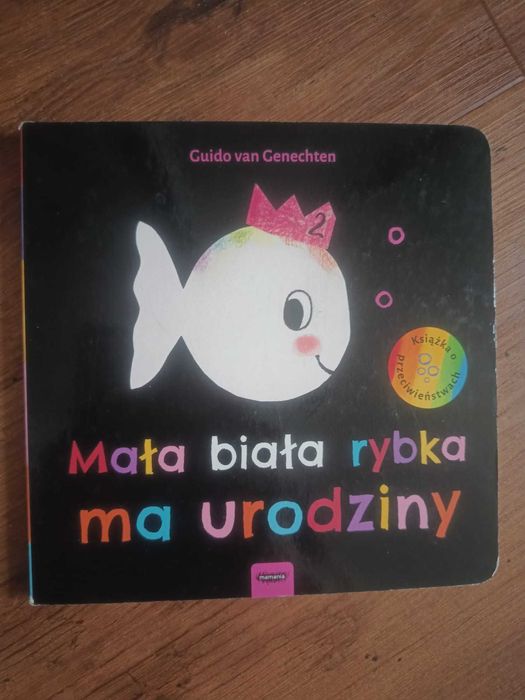 Guido van Genechten
2
Książka o
przeciwieństwach
Mała biała rybka
ma urodziny
mamania